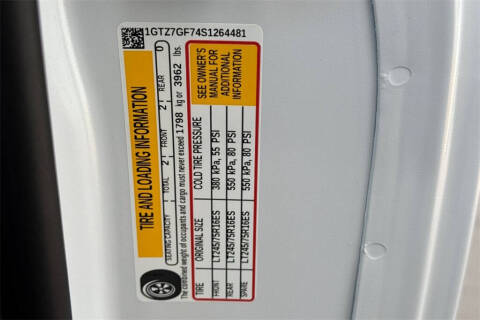 1GTZ7GF74S1264481
TIRE AND LOADING INFORMATION
SEATING CAPACITY | TOTAL 2 | FRONT 2 | REAR 0
The combined weight of occupants and cargo must never exceed 1798 kg or 3962 lbs.
TIRE ORIGINAL SIZE COLD TIRE PRESSURE
FRONT LT245/75R16ES 380 kPa, 55 PSI
REAR LT245/75R16ES 550 kPa, 80 PSI
SPARE LT245/75R16ES 550 kPa, 80 PSI
SEE OWNER'S
MANUAL FOR
ADDITIONAL
INFORMATION